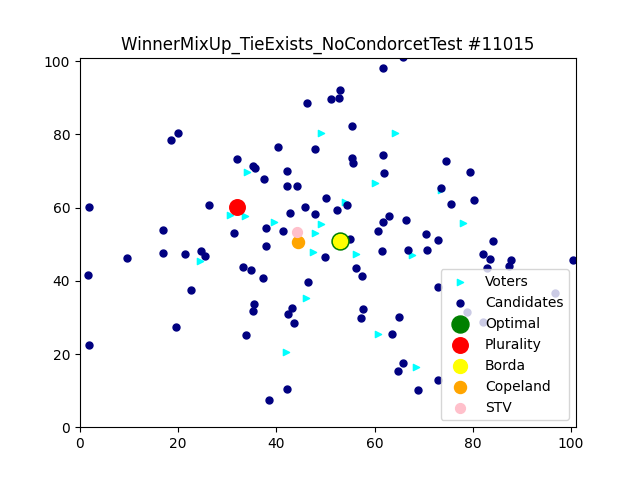 WinnerMixUp_TieExists_NoCondorcetTest #11015
100
80
60
40
20
0
0 20 40 60 80 100
Voters
Candidates
Optimal
Plurality
Borda
Copeland
STV